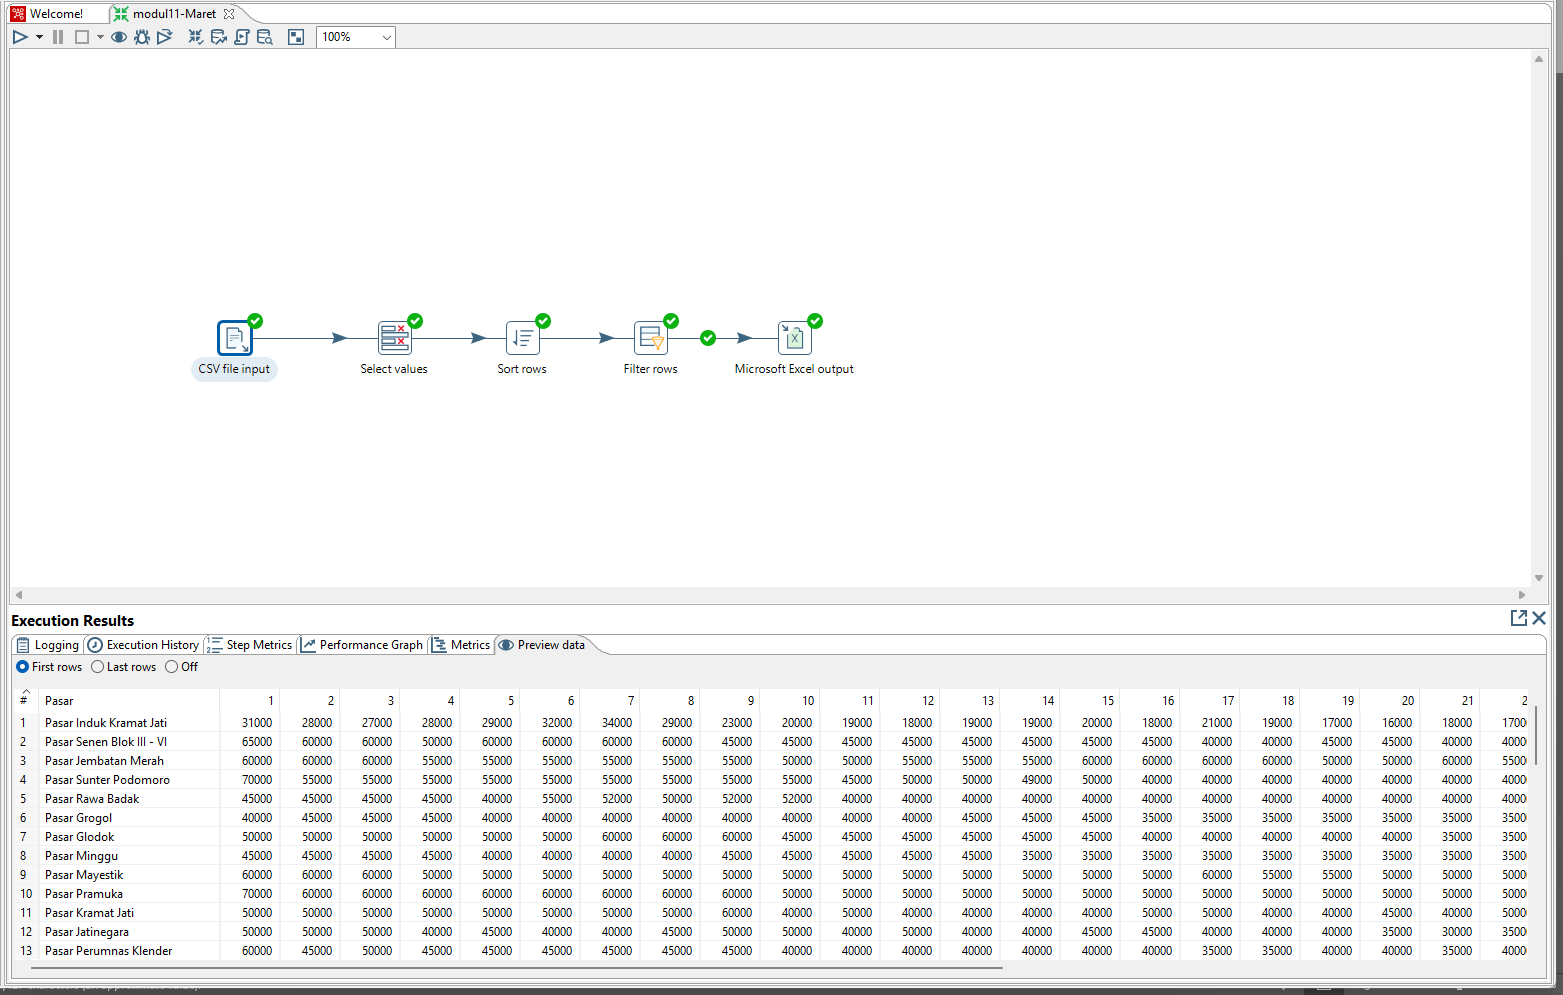 Welcome! modul11-Maret
100%
CSV file input Select values Sort rows Filter rows Microsoft Excel output
Execution Results
Logging Execution History Step Metrics Performance Graph Metrics Preview data
First rows Last rows Off
# Pasar 1 2 3 4 5 6 7 8 9 10 11 12 13 14 15 16 17 18 19 20 21 2
1 Pasar Induk Kramat Jati 31000 28000 27000 28000 29000 32000 34000 29000 23000 20000 19000 18000 19000 19000 20000 18000 21000 19000 17000 16000 18000 1700
2 Pasar Senen Blok III - VI 65000 60000 60000 50000 60000 60000 60000 60000 45000 45000 45000 45000 45000 45000 45000 45000 40000 40000 45000 45000 40000 4000
3 Pasar Jembatan Merah 60000 60000 60000 55000 55000 55000 55000 55000 55000 50000 50000 55000 55000 55000 60000 60000 60000 60000 50000 50000 60000 5500
4 Pasar Sunter Podomoro 70000 55000 55000 55000 55000 55000 55000 55000 55000 55000 45000 50000 50000 49000 50000 40000 40000 40000 40000 40000 40000 4000
5 Pasar Rawa Badak 45000 45000 45000 45000 40000 55000 52000 50000 52000 52000 40000 40000 40000 40000 40000 40000 40000 40000 40000 40000 40000 4000
6 Pasar Grogol 40000 45000 45000 45000 40000 40000 40000 40000 40000 40000 40000 40000 45000 45000 45000 35000 35000 35000 35000 35000 35000 3500
7 Pasar Glodok 50000 50000 50000 50000 50000 60000 60000 60000 60000 45000 45000 45000 45000 40000 45000 40000 40000 40000 40000 40000 35000 3500
8 Pasar Minggu 45000 45000 45000 45000 40000 40000 40000 40000 45000 45000 45000 45000 45000 35000 35000 35000 35000 35000 35000 35000 35000 3500
9 Pasar Mayestik 60000 60000 60000 50000 50000 50000 50000 50000 50000 50000 50000 50000 50000 50000 50000 50000 60000 55000 55000 50000 50000 5000
10 Pasar Pramuka 70000 60000 60000 60000 60000 60000 60000 60000 60000 50000 50000 50000 50000 50000 50000 50000 50000 50000 50000 50000 50000 5000
11 Pasar Kramat Jati 50000 50000 50000 50000 50000 50000 50000 50000 60000 40000 50000 40000 40000 40000 40000 50000 50000 40000 40000 45000 40000 5000
12 Pasar Jatinegara 50000 50000 50000 40000 45000 40000 40000 45000 50000 50000 40000 50000 40000 40000 45000 45000 40000 40000 40000 35000 30000 3500
13 Pasar Perumnas Klender 60000 45000 50000 45000 45000 45000 45000 45000 45000 40000 40000 40000 40000 40000 40000 40000 35000 35000 40000 40000 35000 4000